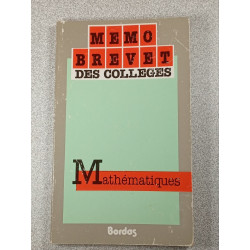 MEMO
BREVET
DES COLLEGES
Mathématiques
Bordas